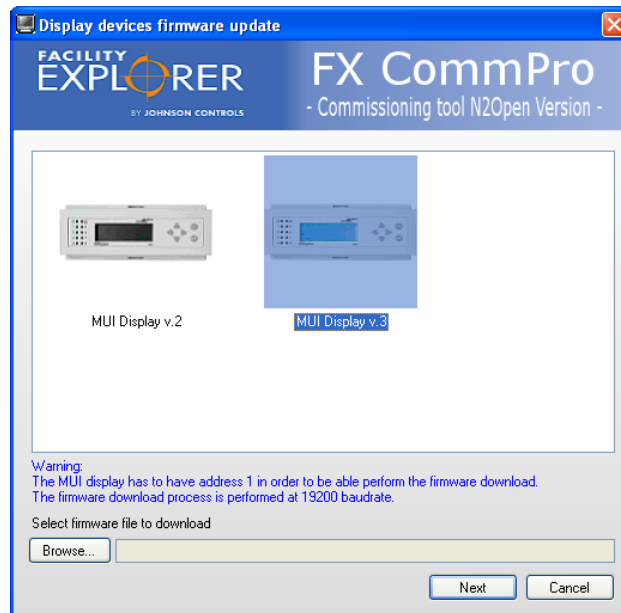 Display devices firmware update
FACILITY
EXPLORER
BY JOHNSON CONTROLS
FX CommPro
- Commissioning tool N2Open Version -
MUI Display v.2
MUI Display v.3
Warning:
The MUI display has to have address 1 in order to be able perform the firmware download.
The firmware download process is performed at 19200 baudrate.
Select firmware file to download
Browse...
Next
Cancel